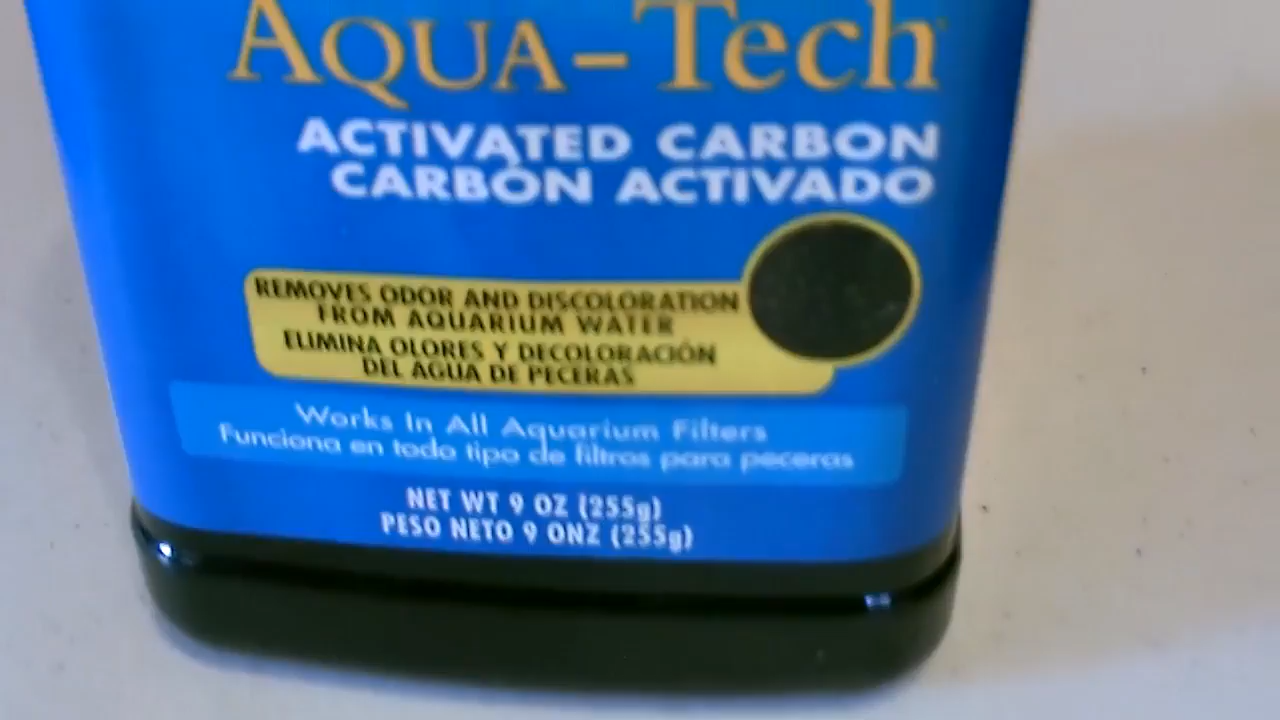 AQUA-Tech
ACTIVATED CARBON
CARBÓN ACTIVADO
REMOVES ODOR AND DISCOLORATION
FROM AQUARIUM WATER
ELIMINA OLORES Y DECOLORACIÓN
DEL AGUA DE PECERAS
Works In All Aquarium Filters
Funciona en todo tipo de filtros para peceras
NET WT 9 OZ (255g)
PESO NETO 9 ONZ (255g)